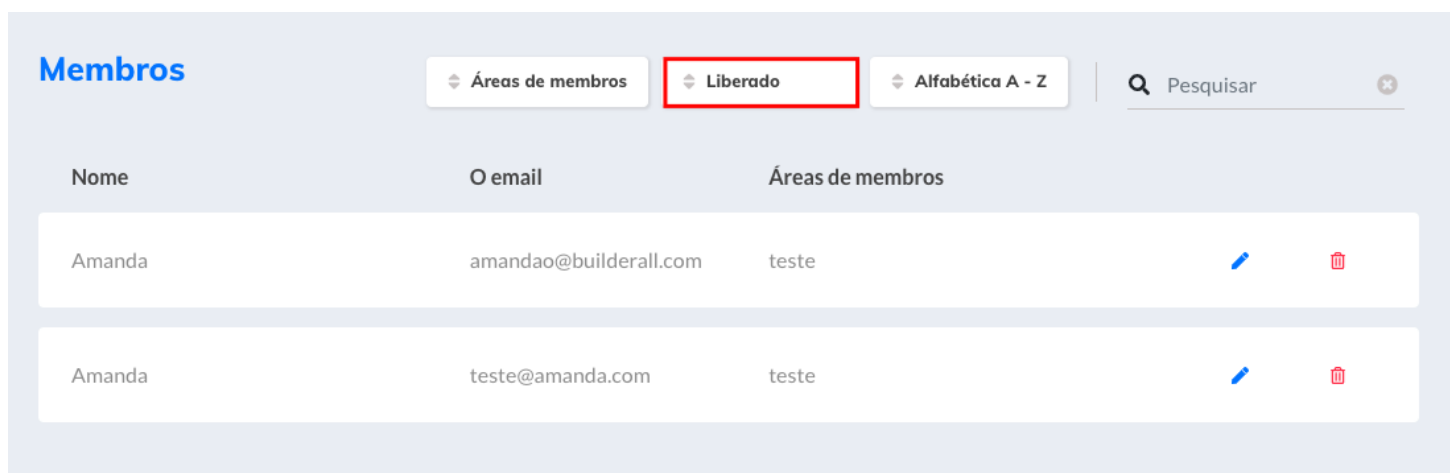 Membros
Áreas de membros Liberado Alfabética A - Z Pesquisar
Nome O email Áreas de membros
Amanda amandao@builderall.com teste
Amanda teste@amanda.com teste